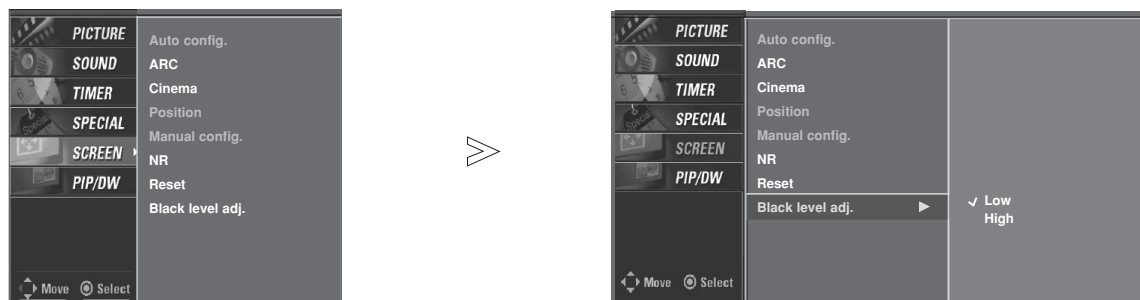 PICTURE
SOUND
TIMER
SPECIAL
SCREEN
PIP/DW
Move Select
Auto config.
ARC
Cinema
Position
Manual config.
NR
Reset
Black level adj.
PICTURE
SOUND
TIMER
SPECIAL
SCREEN
PIP/DW
Move Select
Auto config.
ARC
Cinema
Position
Manual config.
NR
Reset
Black level adj.
Low
High